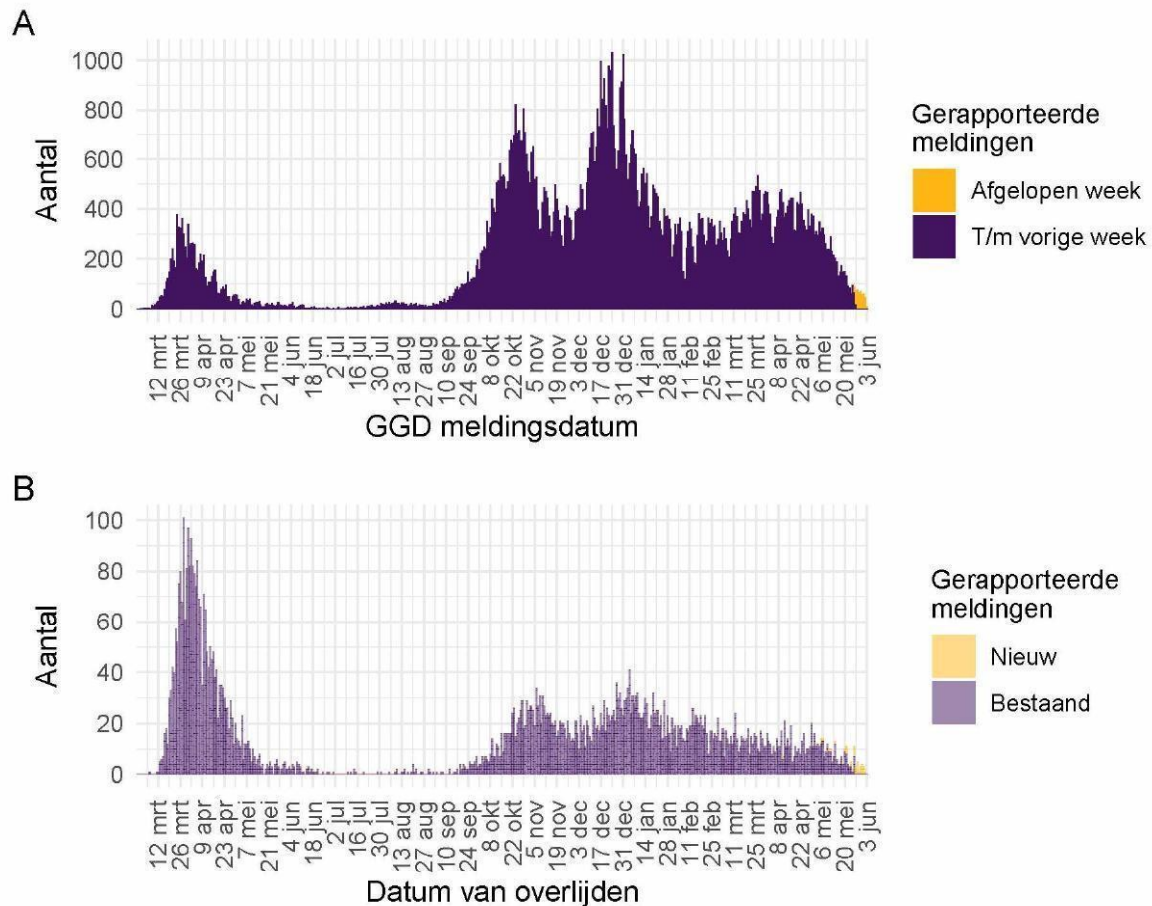 A
1000
800
600
400
200
0
Aantal
12 mrt
26 mrt
9 apr
23 apr
7 mei
21 mei
4 jun
18 jun
2 jul
16 jul
30 jul
13 aug
27 aug
10 sep
24 sep
8 okt
22 okt
5 nov
19 nov
3 dec
17 dec
31 dec
14 jan
28 jan
11 feb
25 feb
11 mrt
25 mrt
8 apr
22 apr
6 mei
20 mei
3 jun
GGD meldingsdatum
Gerapporteerde
meldingen
Afgelopen week
T/m vorige week
B
100
80
60
40
20
0
Aantal
12 mrt
26 mrt
9 apr
23 apr
7 mei
21 mei
4 jun
18 jun
2 jul
16 jul
30 jul
13 aug
27 aug
10 sep
24 sep
8 okt
22 okt
5 nov
19 nov
3 dec
17 dec
31 dec
14 jan
28 jan
11 feb
25 feb
11 mrt
25 mrt
8 apr
22 apr
6 mei
20 mei
3 jun
Datum van overlijden
Gerapporteerde
meldingen
Nieuw
Bestaand